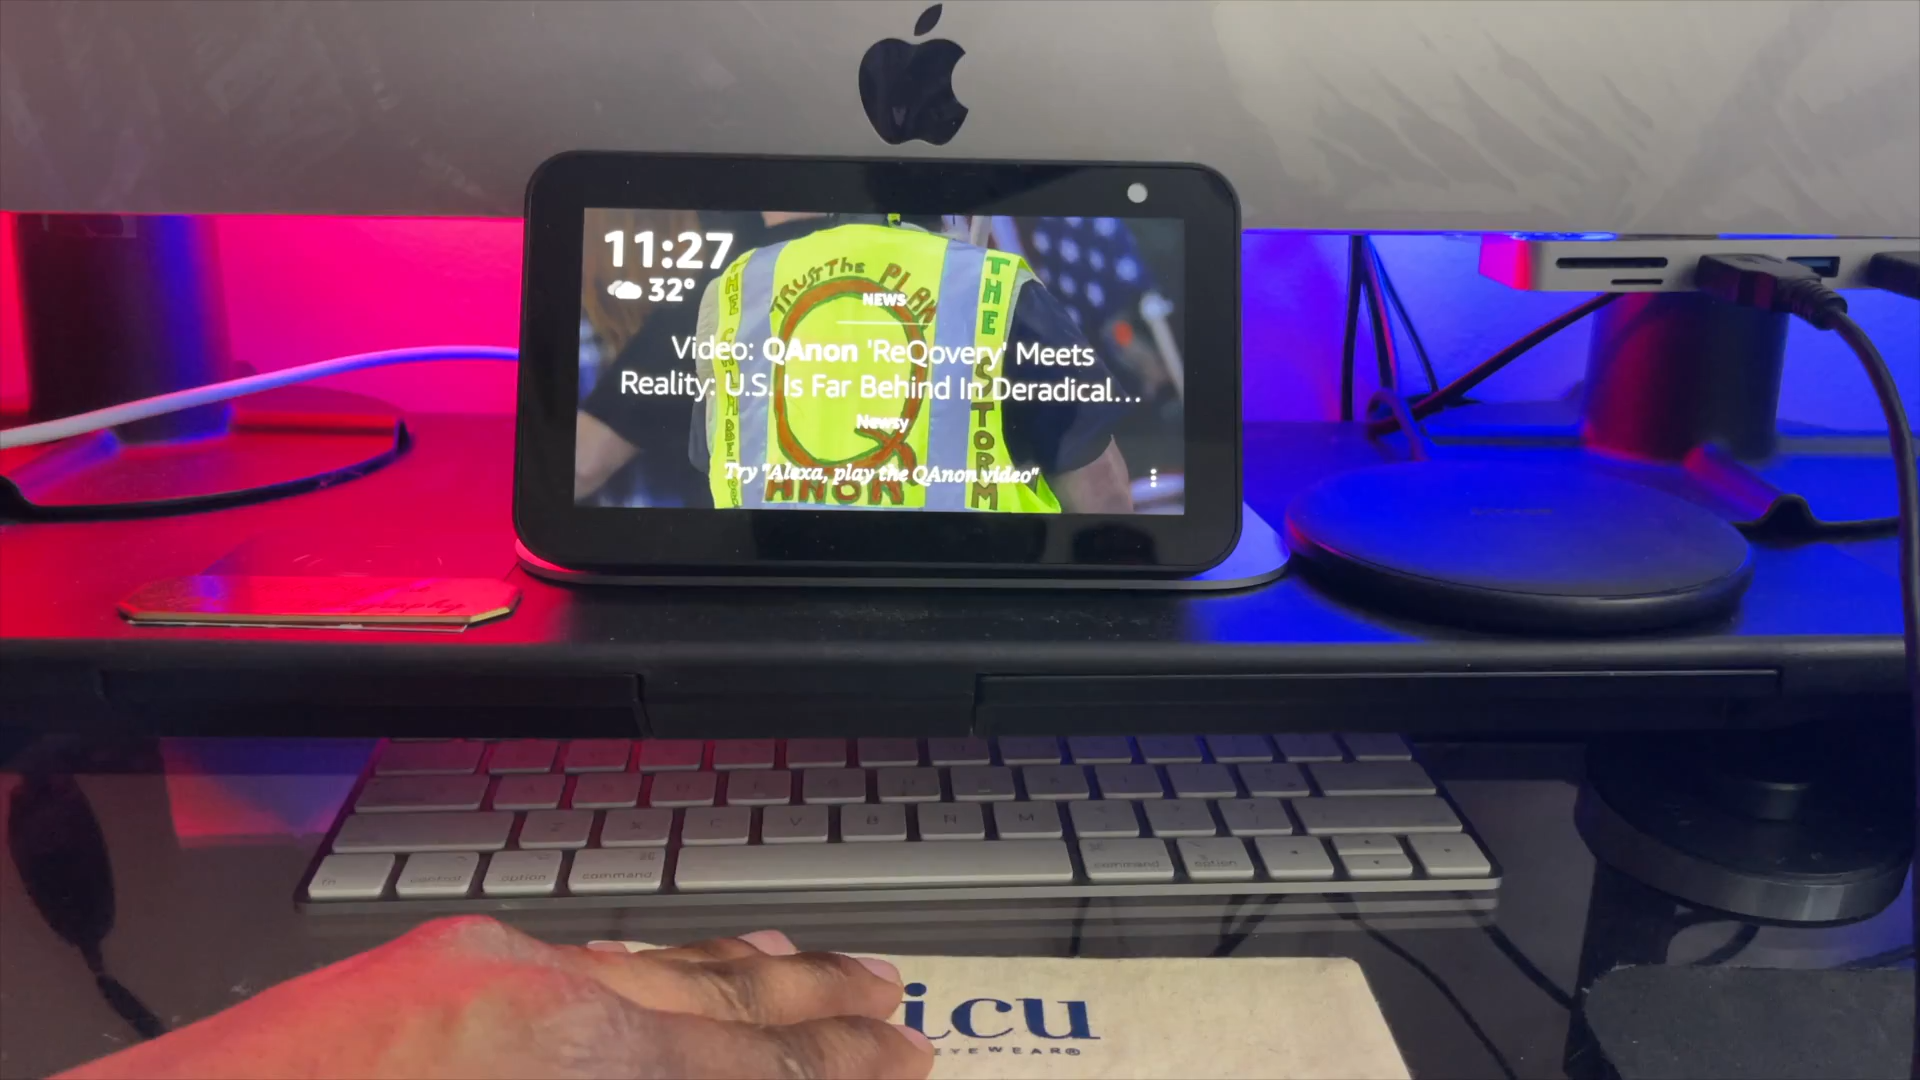 11:27
32°
TRUST THE PLAN
THE
STORM
Q
ANON
NEWS
Video: QAnon 'ReQovery' Meets
Reality: U.S. Is Far Behind In Deradical...
Newsy
Try "Alexa, play the QAnon video"
Z X C V B N M
fn control option command command option
icu
EYEWEAR®